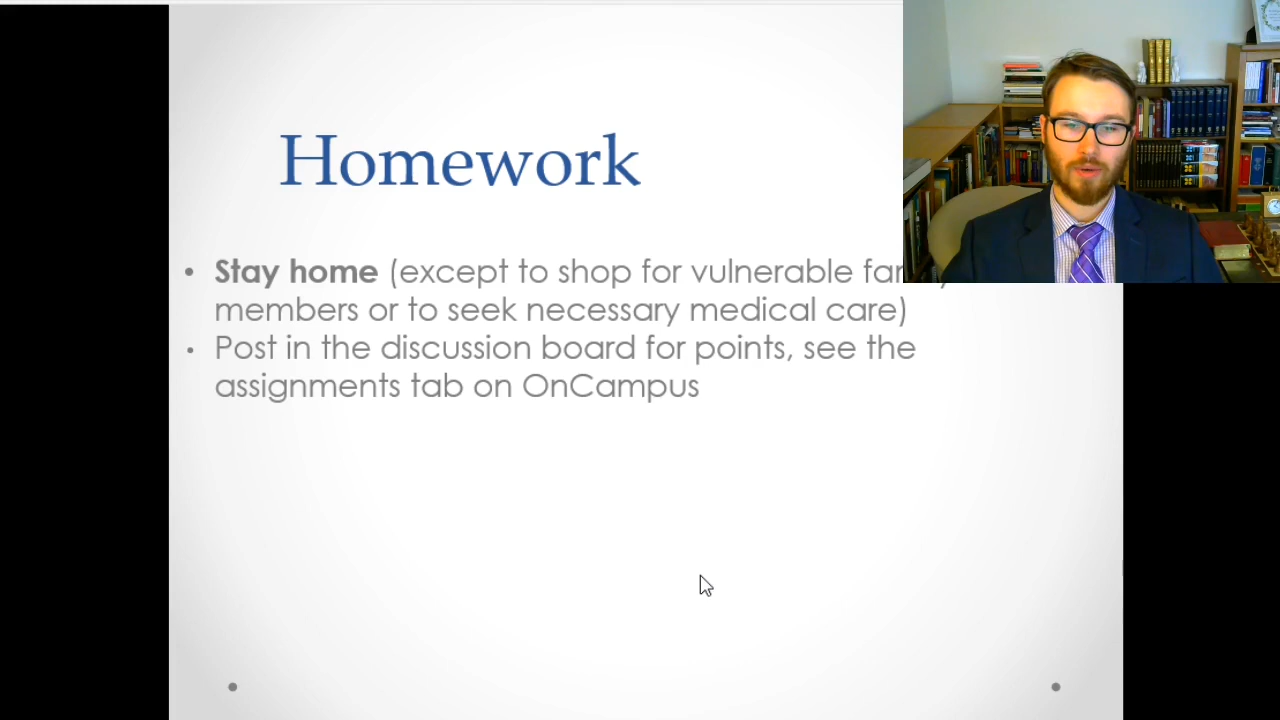 Homework
• Stay home (except to shop for vulnerable
members or to seek necessary medical care)
• Post in the discussion board for points, see the
assignments tab on OnCampus